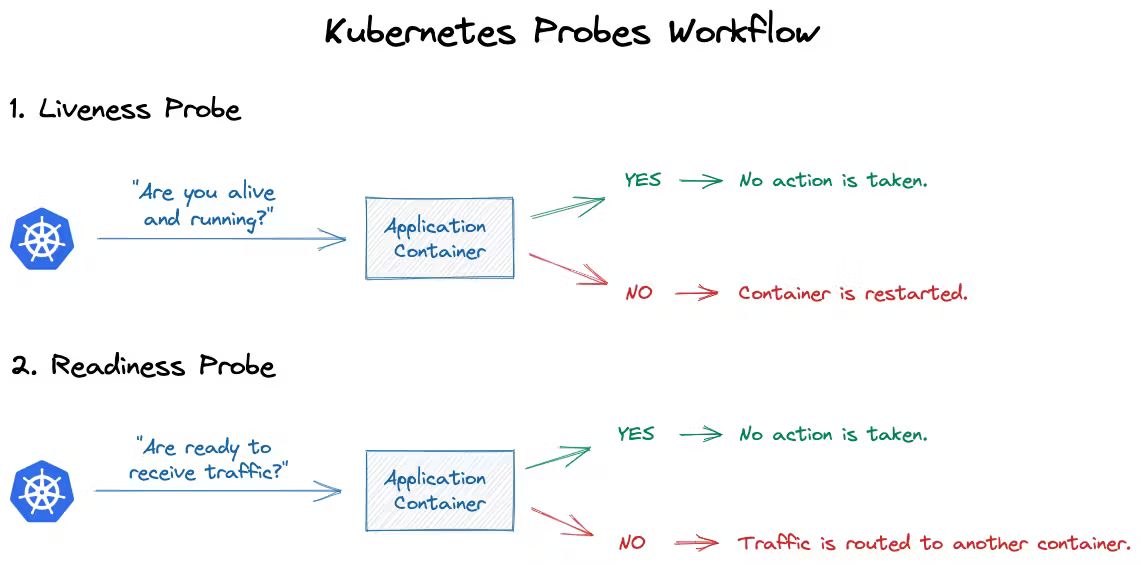 Kubernetes Probes Workflow
1. Liveness Probe
"Are you alive
and running?"
Application
Container
YES
No action is taken.
NO
Container is restarted.
2. Readiness Probe
"Are ready to
receive traffic?"
Application
Container
YES
No action is taken.
NO
Traffic is routed to another container.